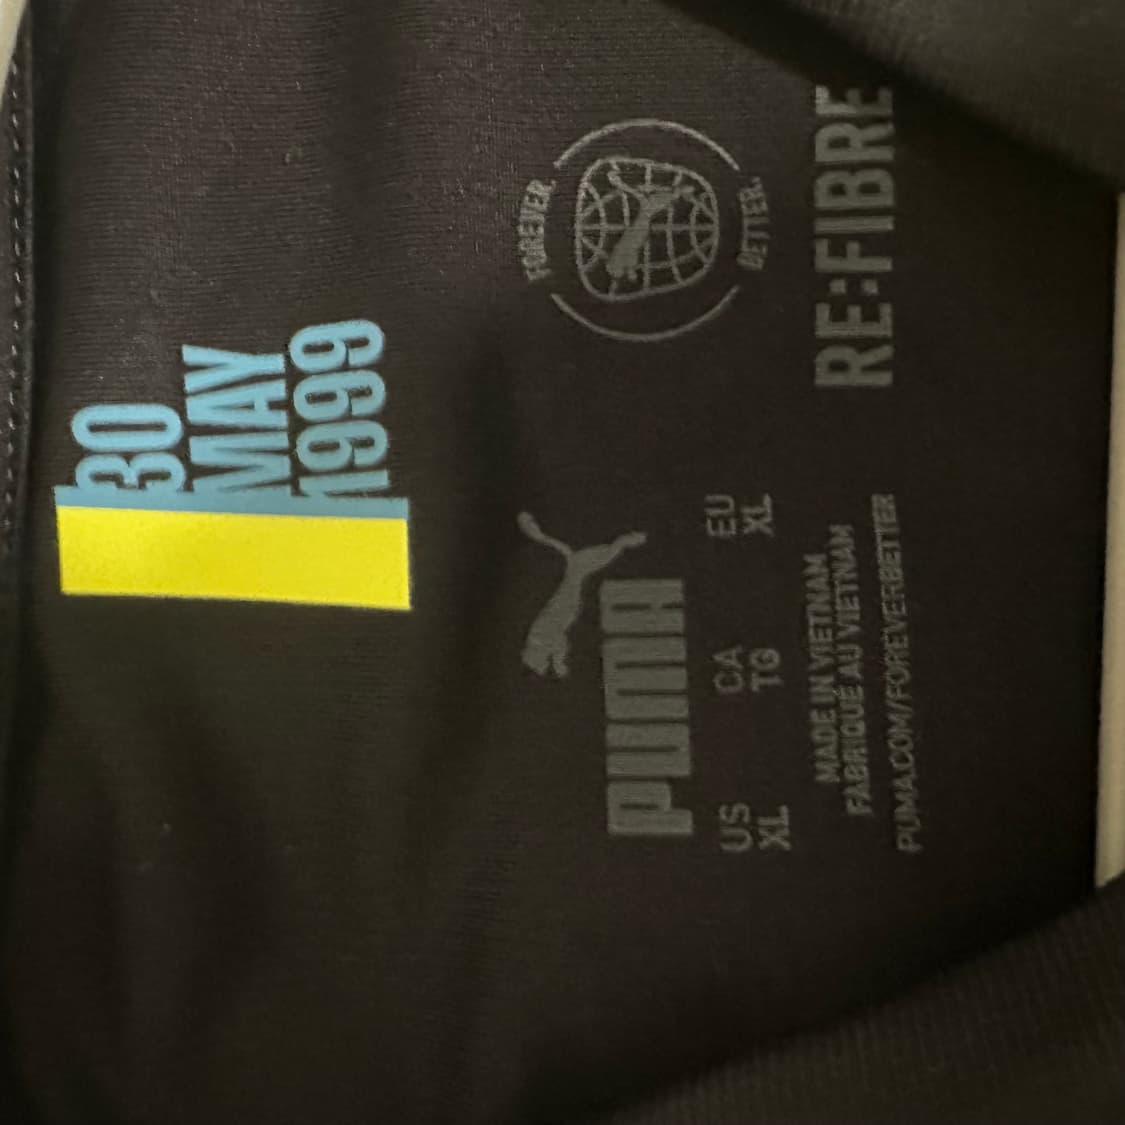 30
MAY
1999
PUMA
US CA EU
XL TG XL
MADE IN VIETNAM
FABRIQUÉ AU VIETNAM
PUMA.COM/FOREVERBETTER
FOREVER.
BETTER.
RE:FIBRE